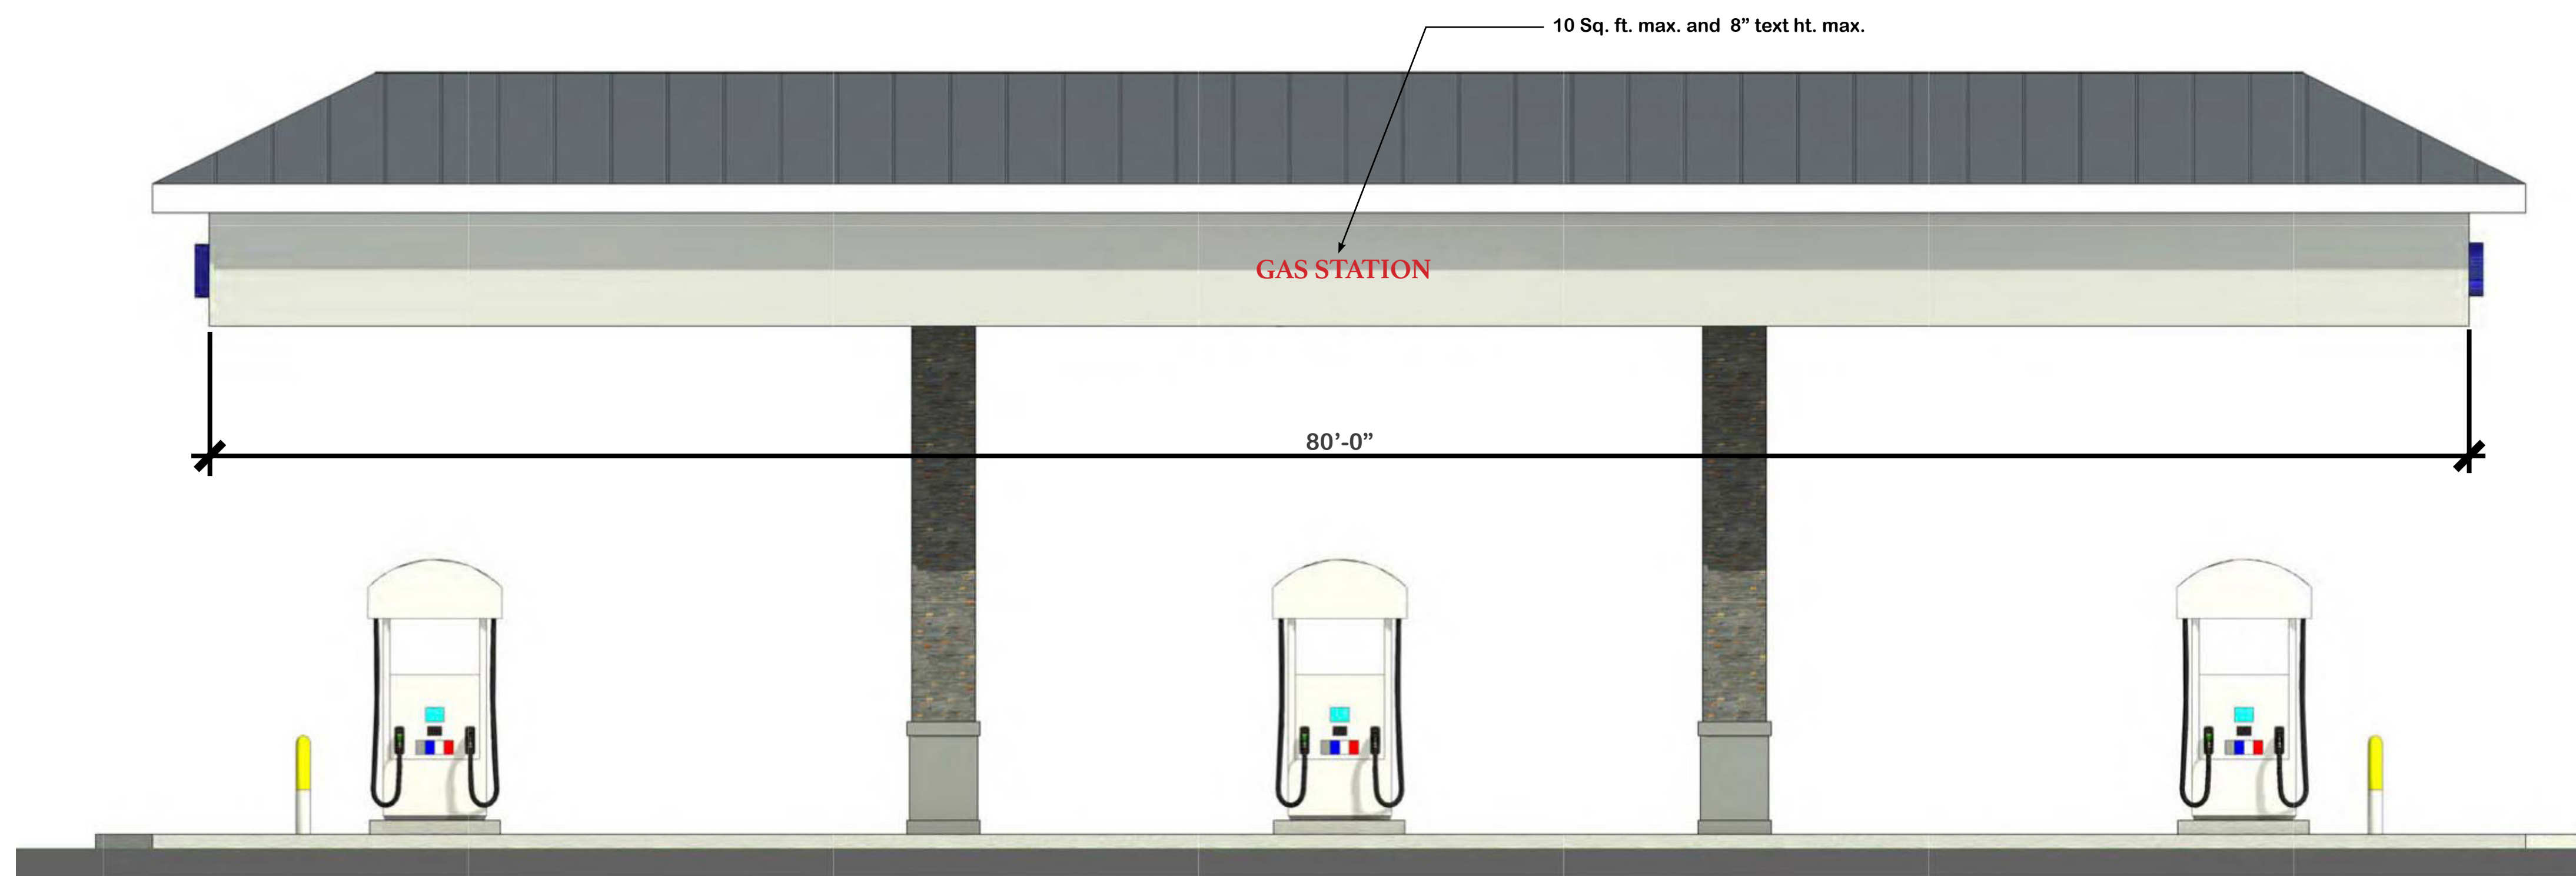 10 Sq. ft. max. and 8” text ht. max.
GAS STATION
80’-0”